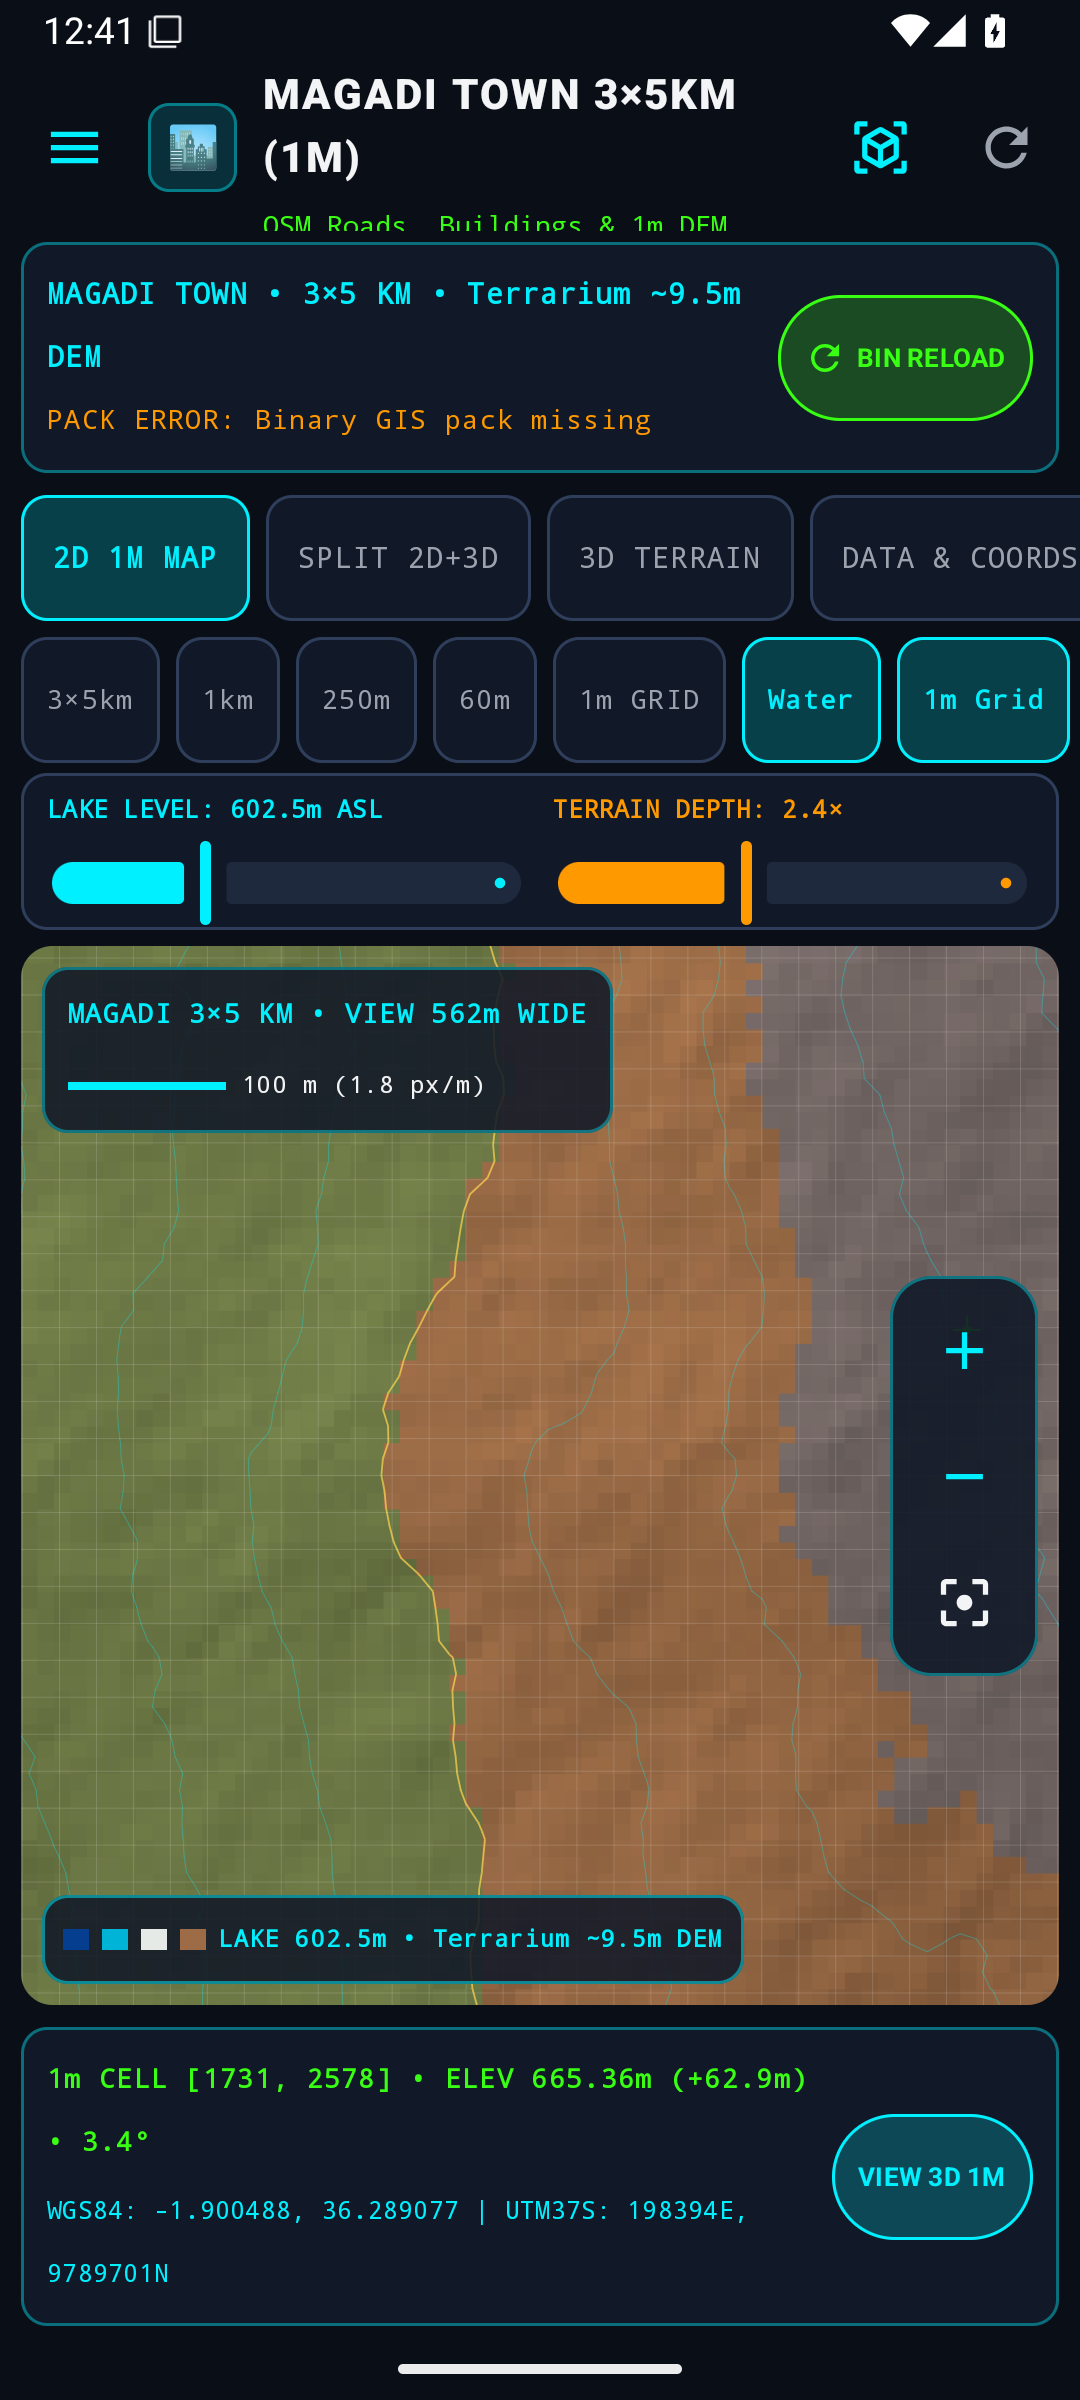 12:41
MAGADI TOWN 3×5KM
(1M)
OSM Roads, Buildings & 1m DEM
MAGADI TOWN • 3×5 KM • Terrarium ~9.5m
DEM
PACK ERROR: Binary GIS pack missing
BIN RELOAD
2D 1M MAP
SPLIT 2D+3D
3D TERRAIN
DATA & COORDS
3×5km
1km
250m
60m
1m GRID
Water
1m Grid
LAKE LEVEL: 602.5m ASL
TERRAIN DEPTH: 2.4×
MAGADI 3×5 KM • VIEW 562m WIDE
100 m (1.8 px/m)
LAKE 602.5m • Terrarium ~9.5m DEM
1m CELL [1731, 2578] • ELEV 665.36m (+62.9m)
• 3.4°
WGS84: -1.900488, 36.289077 | UTM37S: 198394E,
9789701N
VIEW 3D 1M